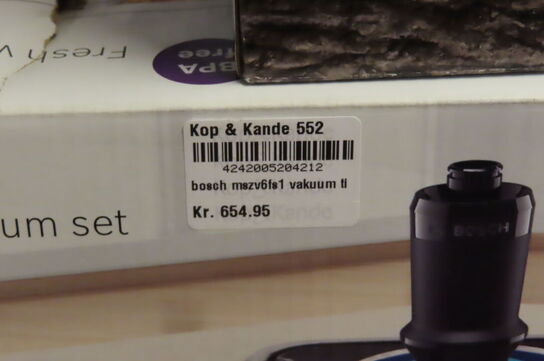 Fresh v
BPA
free
Kop & Kande 552
4242005204212
bosch mszv6fs1 vakuum ti
Kr. 654.95
um set
BOSCH